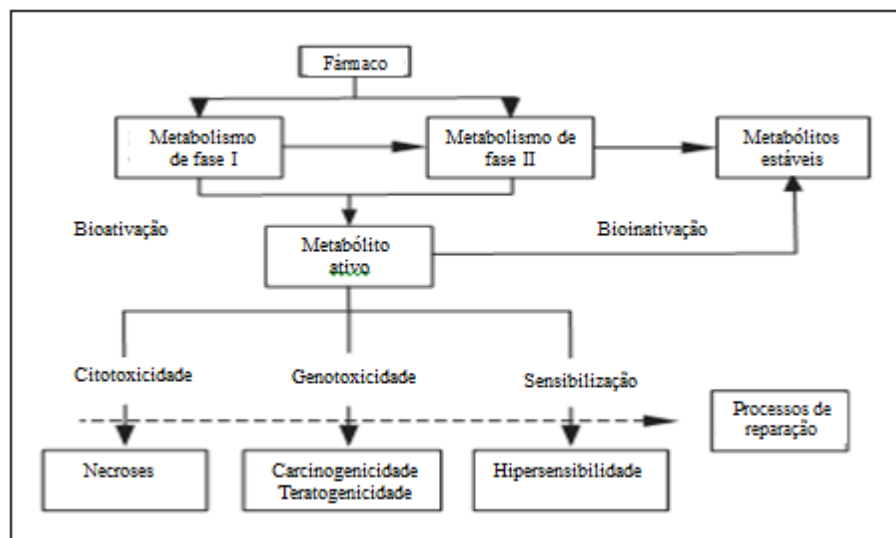 Fármaco
Metabolismo
de fase I
Metabolismo de
fase II
Metabólitos
estáveis
Bioativação
Bioinativação
Metabólito
ativo
Citotoxicidade
Genotoxicidade
Sensibilização
Processos de
reparação
Necroses
Carcinogenicidade
Teratogenicidade
Hipersensibilidade